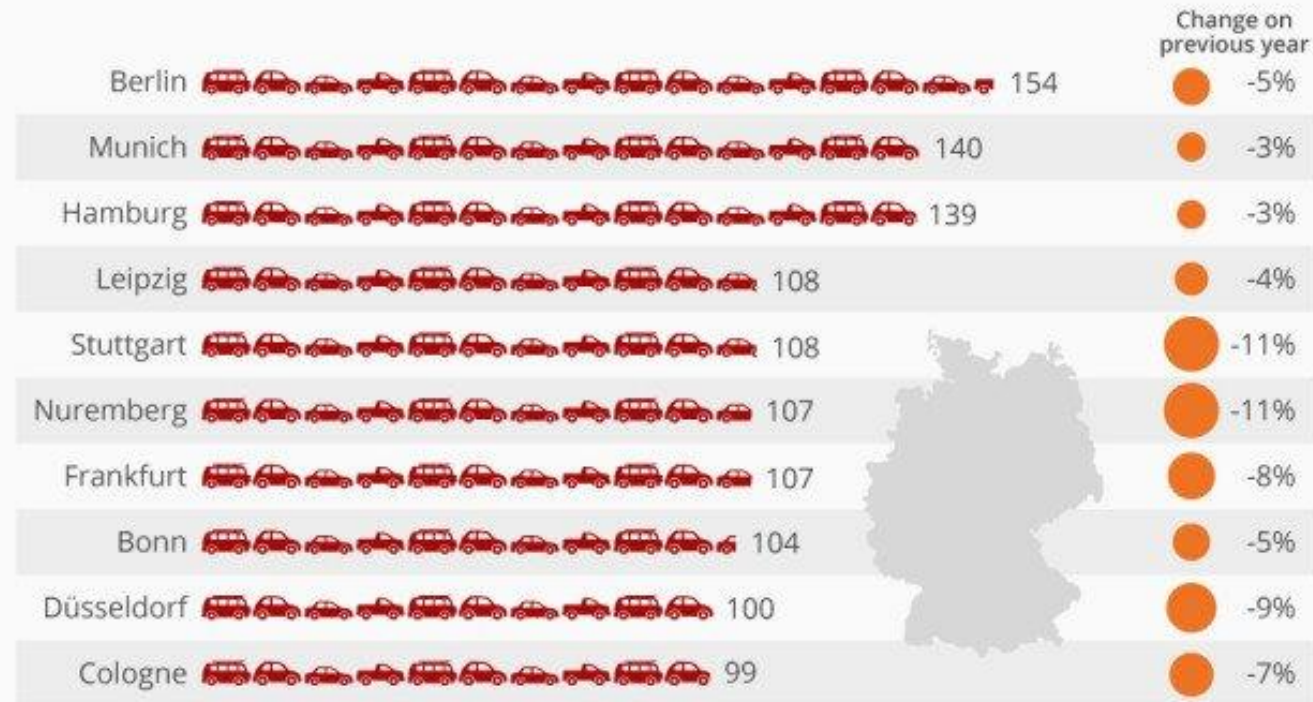 Change on
previous year
Berlin 154 -5%
Munich 140 -3%
Hamburg 139 -3%
Leipzig 108 -4%
Stuttgart 108 -11%
Nuremberg 107 -11%
Frankfurt 107 -8%
Bonn 104 -5%
Düsseldorf 100 -9%
Cologne 99 -7%